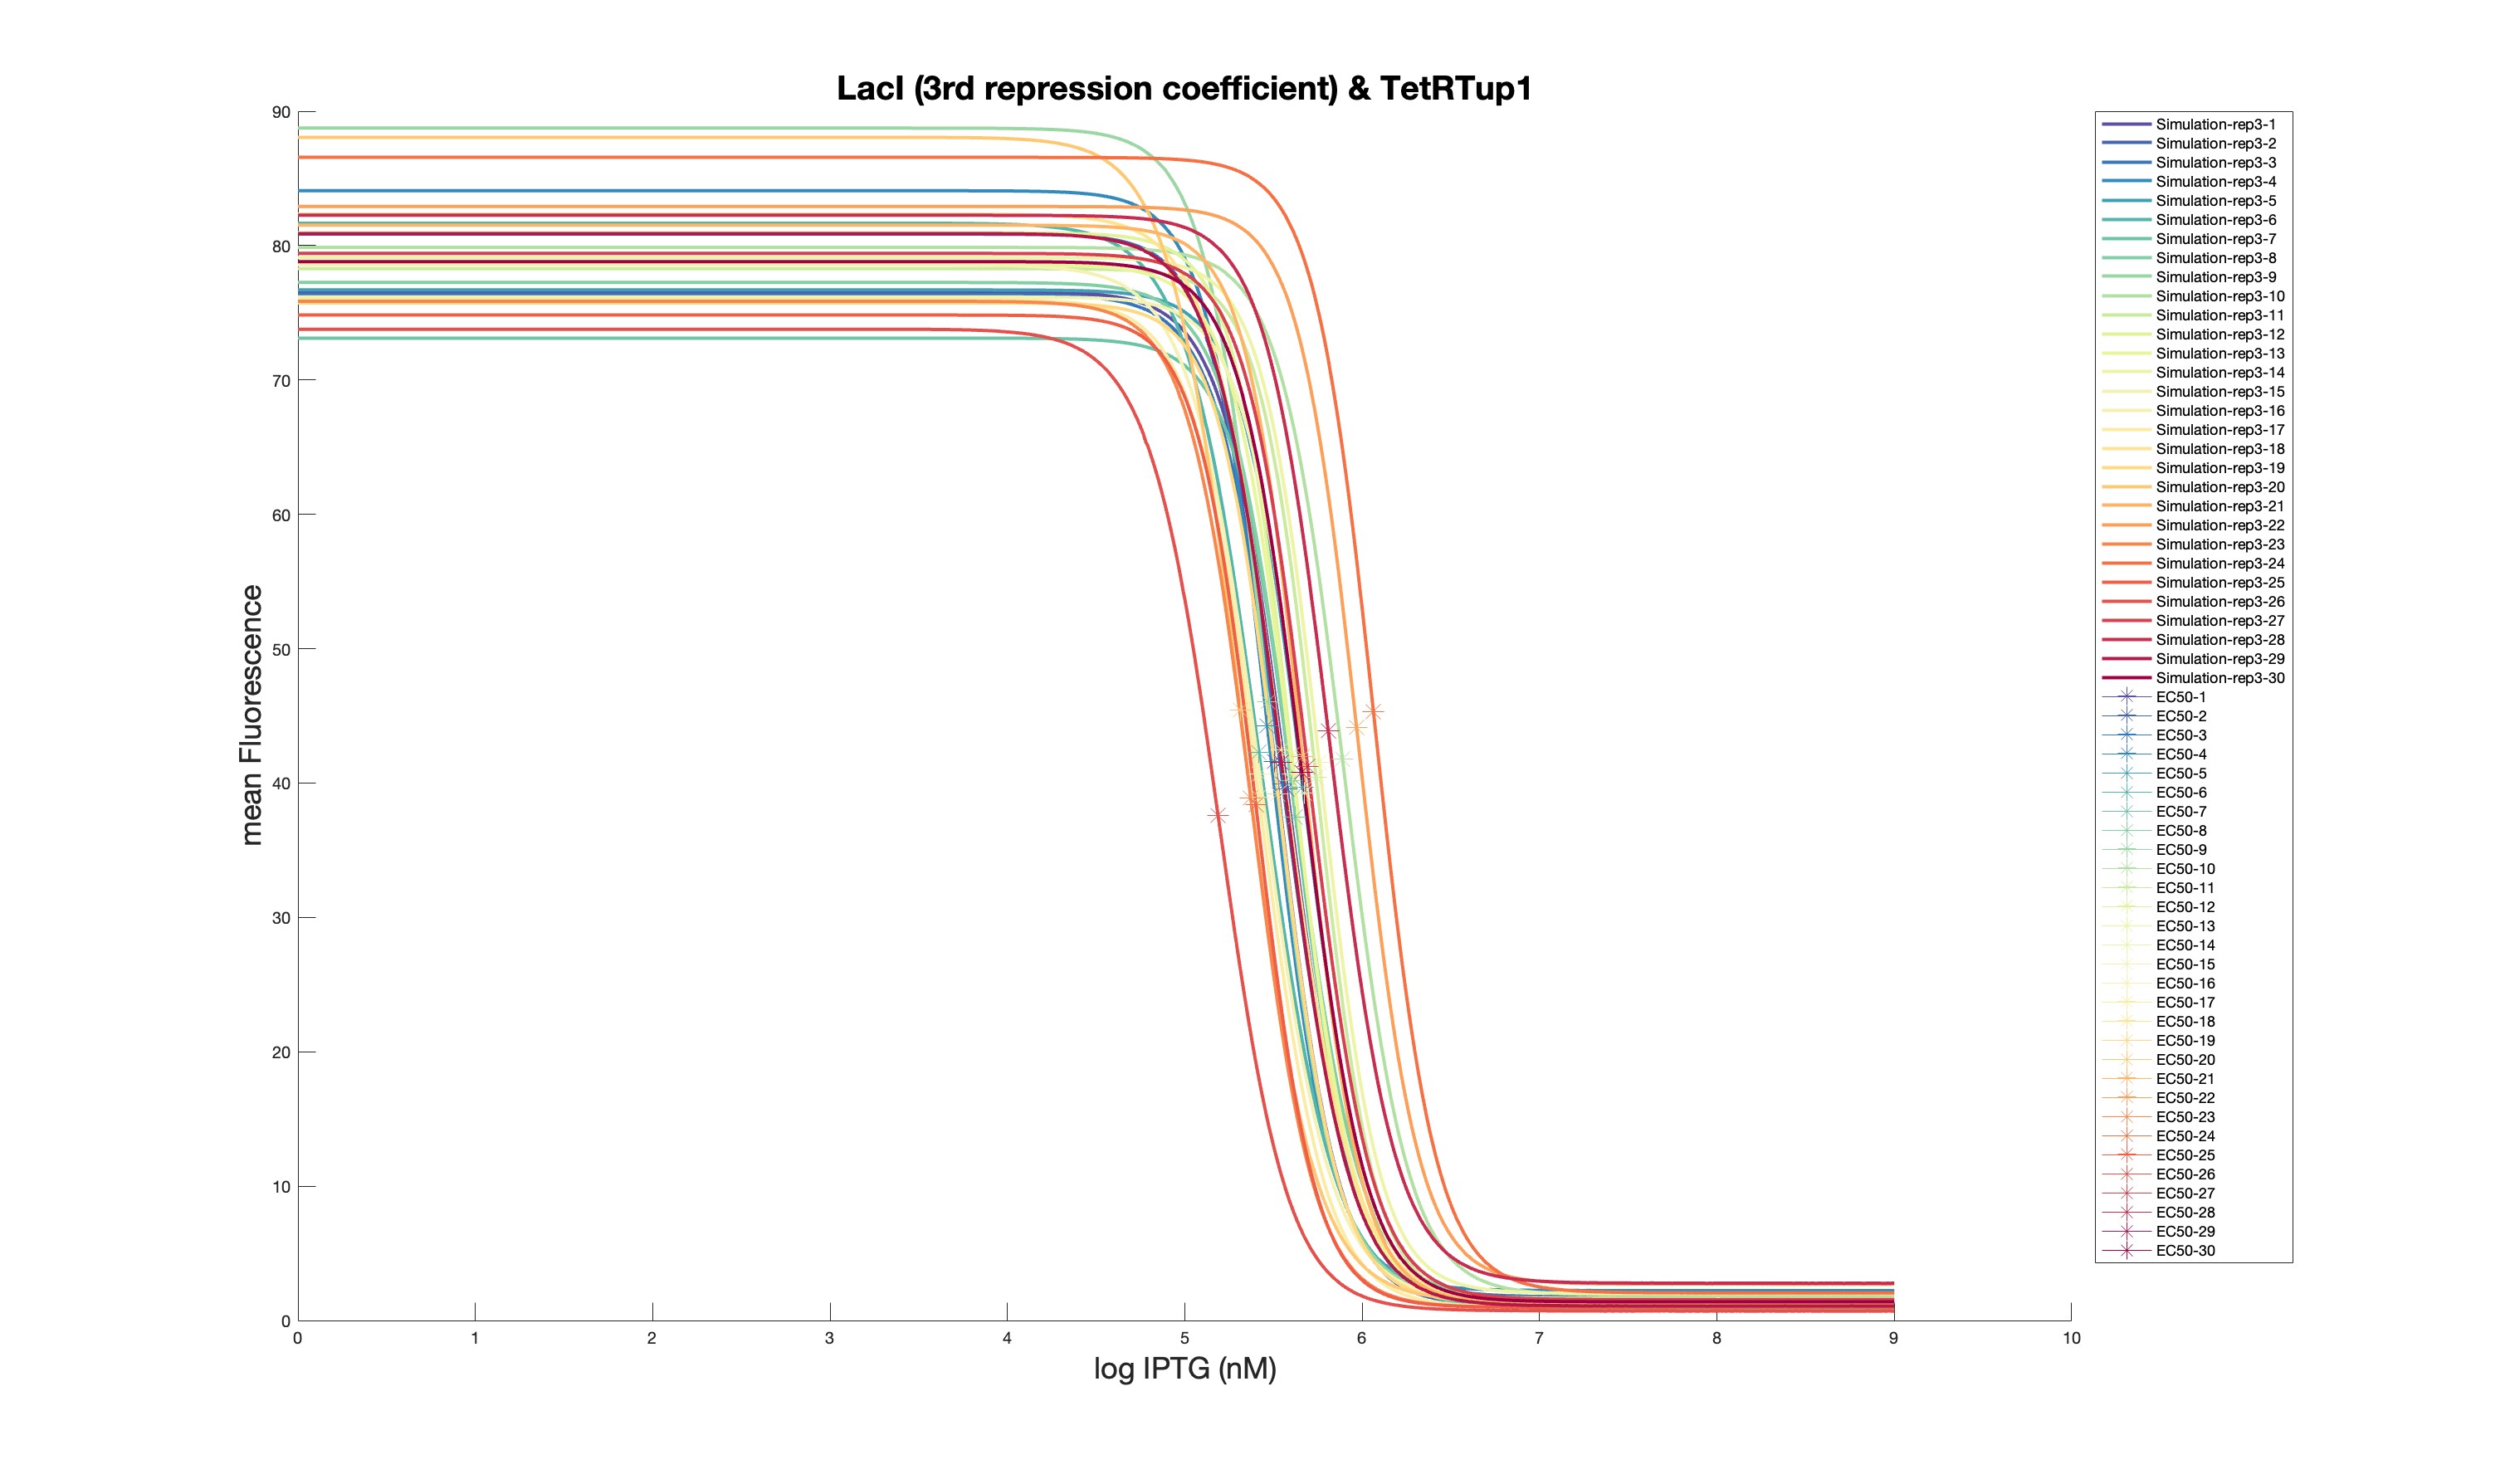 LacI (3rd repression coefficient) & TetRTup1
90
80
70
60
50
40
30
20
10
0
mean Fluorescence
0 1 2 3 4 5 6 7 8 9 10
log IPTG (nM)
Simulation-rep3-1
Simulation-rep3-2
Simulation-rep3-3
Simulation-rep3-4
Simulation-rep3-5
Simulation-rep3-6
Simulation-rep3-7
Simulation-rep3-8
Simulation-rep3-9
Simulation-rep3-10
Simulation-rep3-11
Simulation-rep3-12
Simulation-rep3-13
Simulation-rep3-14
Simulation-rep3-15
Simulation-rep3-16
Simulation-rep3-17
Simulation-rep3-18
Simulation-rep3-19
Simulation-rep3-20
Simulation-rep3-21
Simulation-rep3-22
Simulation-rep3-23
Simulation-rep3-24
Simulation-rep3-25
Simulation-rep3-26
Simulation-rep3-27
Simulation-rep3-28
Simulation-rep3-29
Simulation-rep3-30
EC50-1
EC50-2
EC50-3
EC50-4
EC50-5
EC50-6
EC50-7
EC50-8
EC50-9
EC50-10
EC50-11
EC50-12
EC50-13
EC50-14
EC50-15
EC50-16
EC50-17
EC50-18
EC50-19
EC50-20
EC50-21
EC50-22
EC50-23
EC50-24
EC50-25
EC50-26
EC50-27
EC50-28
EC50-29
EC50-30